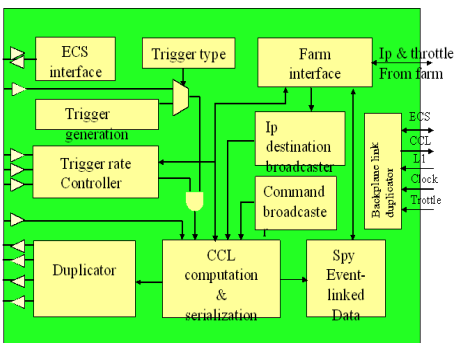 ECS
interface
Trigger type
Farm
interface
Ip & throttle
From farm
Trigger
generation
Ip
destination
broadcaster
ECS
CCL
L1
Clock
Trottle
Backplane link
duplicator
Trigger rate
Controller
Command
broadcaste
Duplicator
CCL
computation
&
serialization
Spy
Event-
linked
Data